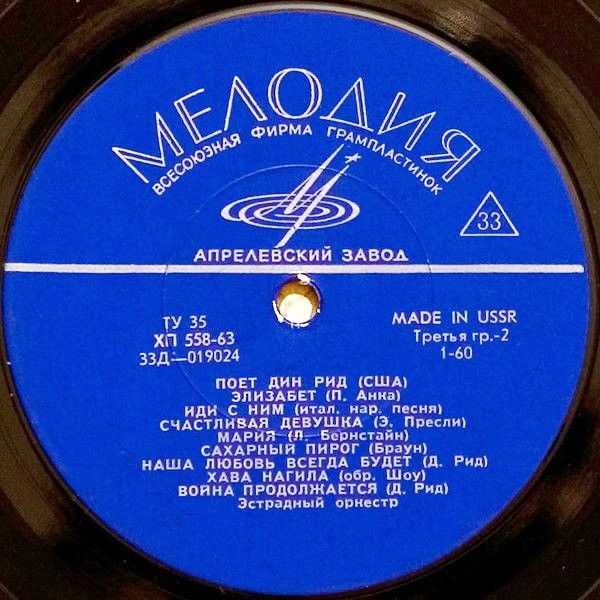 МЕЛОДИЯ
ВСЕСОЮЗНАЯ ФИРМА ГРАМПЛАСТИНОК
33
АПРЕЛЕВСКИЙ ЗАВОД
ТУ 35
ХП 558-63
33Д—019024
MADE IN USSR
Третья гр.-2
1-60
ПОЕТ ДИН РИД (США)
ЭЛИЗАБЕТ (П. Анка)
ИДИ С НИМ (итал. нар. песня)
СЧАСТЛИВАЯ ДЕВУШКА (Э. Пресли)
МАРИЯ (Л. Бернстайн)
САХАРНЫЙ ПИРОГ (Браун)
НАША ЛЮБОВЬ ВСЕГДА БУДЕТ (Д. Рид)
ХАВА НАГИЛА (обр. Шоу)
ВОЙНА ПРОДОЛЖАЕТСЯ (Д. Рид)
Эстрадный оркестр